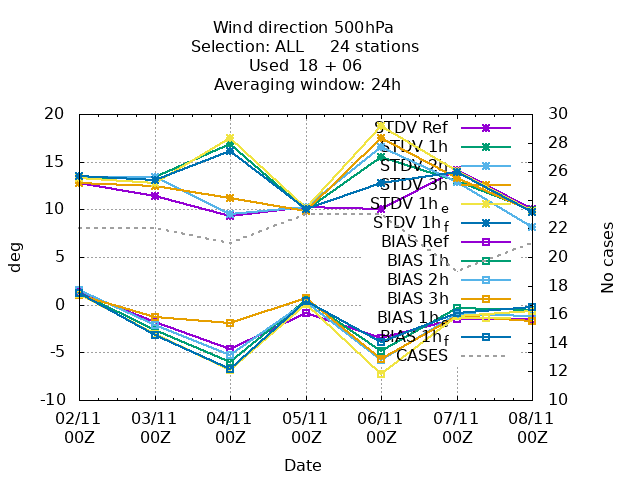 Wind direction 500hPa
Selection: ALL 24 stations
Used 18 + 06
Averaging window: 24h
20
15
10
5
0
-5
-10
deg
30
28
26
24
22
20
18
16
14
12
10
No cases
STDV Ref
STDV 1h
STDV 2h
STDV 3h
STDV 1h e
STDV 1h f
BIAS Ref
BIAS 1h
BIAS 2h
BIAS 3h
BIAS 1h e
BIAS 1h f
CASES
02/11 03/11 04/11 05/11 06/11 07/11 08/11
00Z 00Z 00Z 00Z 00Z 00Z 00Z
Date